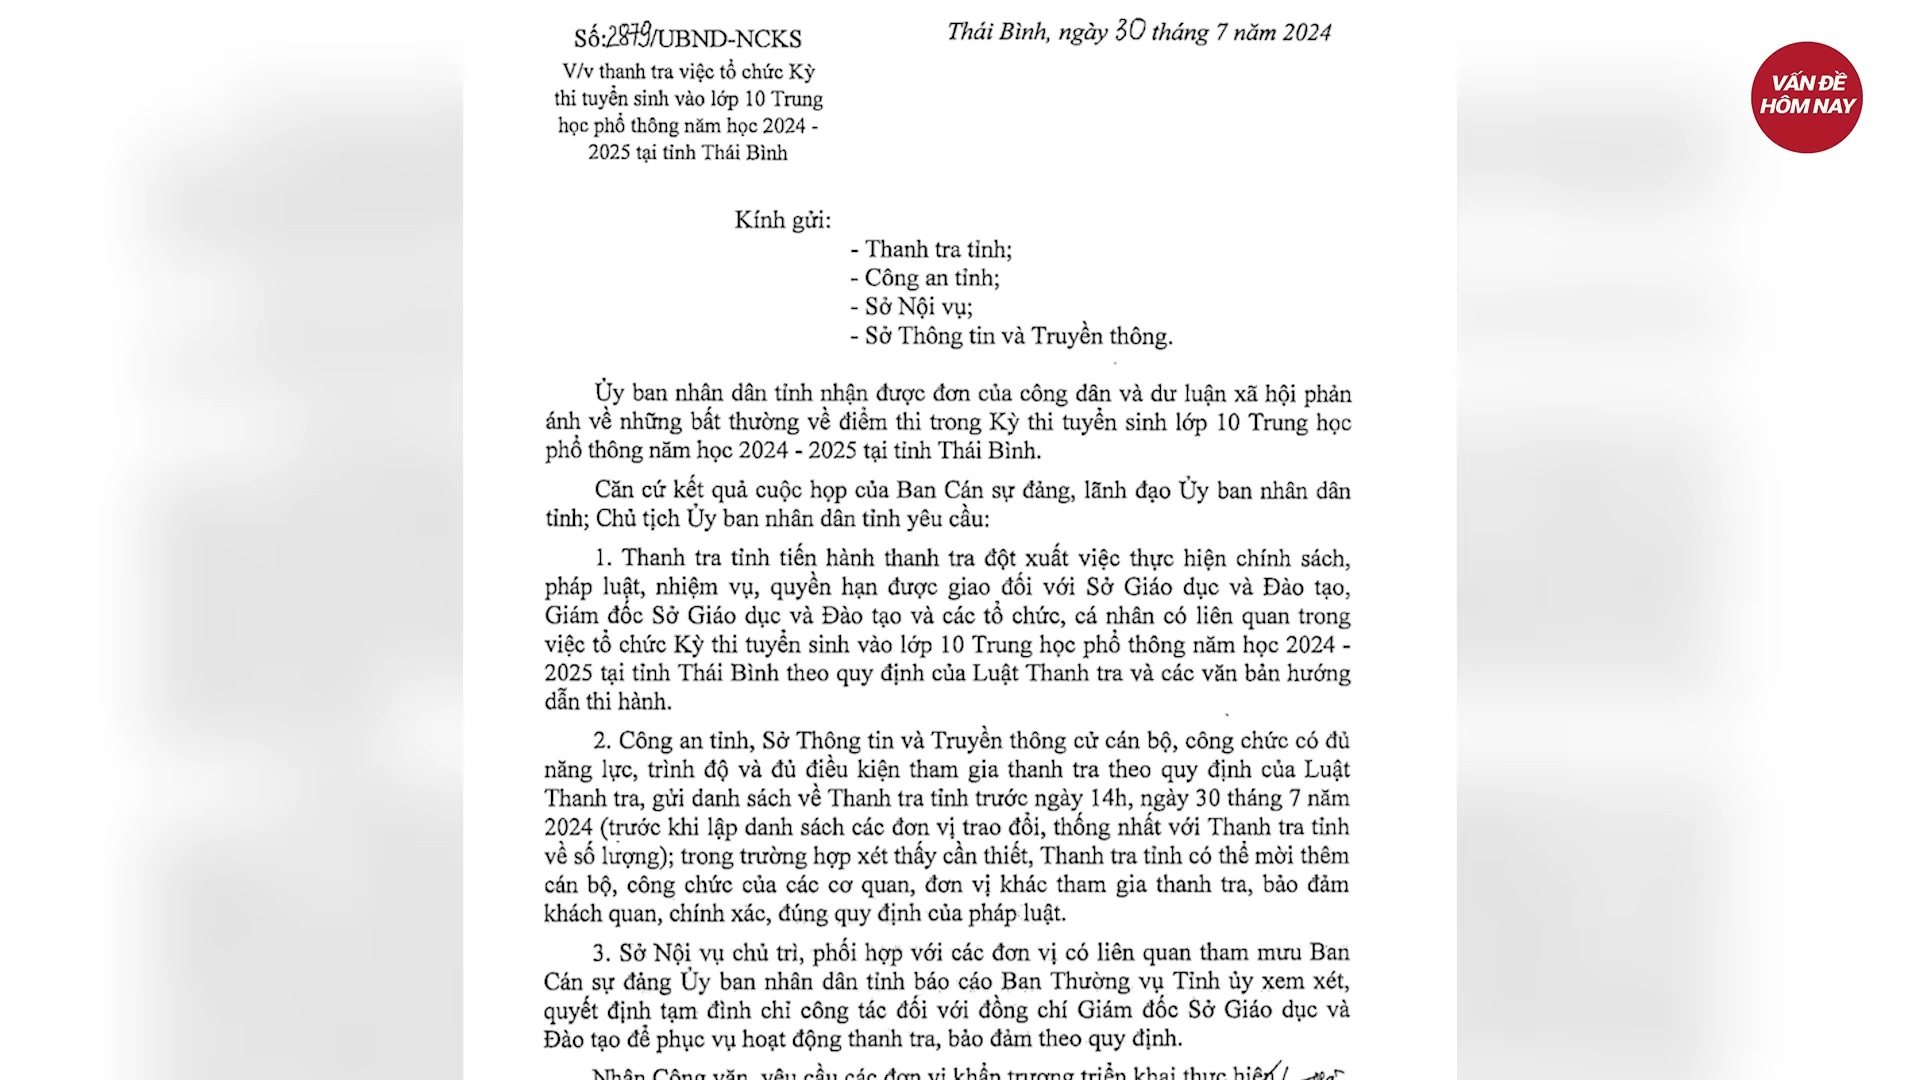 Số:2879/UBND-NCKS
Thái Bình, ngày 30 tháng 7 năm 2024
V/v thanh tra việc tổ chức Kỳ
thi tuyển sinh vào lớp 10 Trung
học phổ thông năm học 2024 -
2025 tại tỉnh Thái Bình
VẤN ĐỀ
HÔM NAY
Kính gửi:
- Thanh tra tỉnh;
- Công an tỉnh;
- Sở Nội vụ;
- Sở Thông tin và Truyền thông.
Ủy ban nhân dân tỉnh nhận được đơn của công dân và dư luận xã hội phản
ánh về những bất thường về điểm thi trong Kỳ thi tuyển sinh lớp 10 Trung học
phổ thông năm học 2024 - 2025 tại tỉnh Thái Bình.
Căn cứ kết quả cuộc họp của Ban Cán sự đảng, lãnh đạo Ủy ban nhân dân
tỉnh; Chủ tịch Ủy ban nhân dân tỉnh yêu cầu:
1. Thanh tra tỉnh tiến hành thanh tra đột xuất việc thực hiện chính sách,
pháp luật, nhiệm vụ, quyền hạn được giao đối với Sở Giáo dục và Đào tạo,
Giám đốc Sở Giáo dục và Đào tạo và các tổ chức, cá nhân có liên quan trong
việc tổ chức Kỳ thi tuyển sinh vào lớp 10 Trung học phổ thông năm học 2024 -
2025 tại tỉnh Thái Bình theo quy định của Luật Thanh tra và các văn bản hướng
dẫn thi hành.
2. Công an tỉnh, Sở Thông tin và Truyền thông cử cán bộ, công chức có đủ
năng lực, trình độ và đủ điều kiện tham gia thanh tra theo quy định của Luật
Thanh tra, gửi danh sách về Thanh tra tỉnh trước ngày 14h, ngày 30 tháng 7 năm
2024 (trước khi lập danh sách các đơn vị trao đổi, thống nhất với Thanh tra tỉnh
về số lượng); trong trường hợp xét thấy cần thiết, Thanh tra tỉnh có thể mời thêm
cán bộ, công chức của các cơ quan, đơn vị khác tham gia thanh tra, bảo đảm
khách quan, chính xác, đúng quy định của pháp luật.
3. Sở Nội vụ chủ trì, phối hợp với các đơn vị có liên quan tham mưu Ban
Cán sự đảng Ủy ban nhân dân tỉnh báo cáo Ban Thường vụ Tỉnh ủy xem xét,
quyết định tạm đình chỉ công tác đối với đồng chí Giám đốc Sở Giáo dục và
Đào tạo để phục vụ hoạt động thanh tra, bảo đảm theo quy định.
Nhận Công văn, yêu cầu các đơn vị khẩn trương triển khai thực hiện